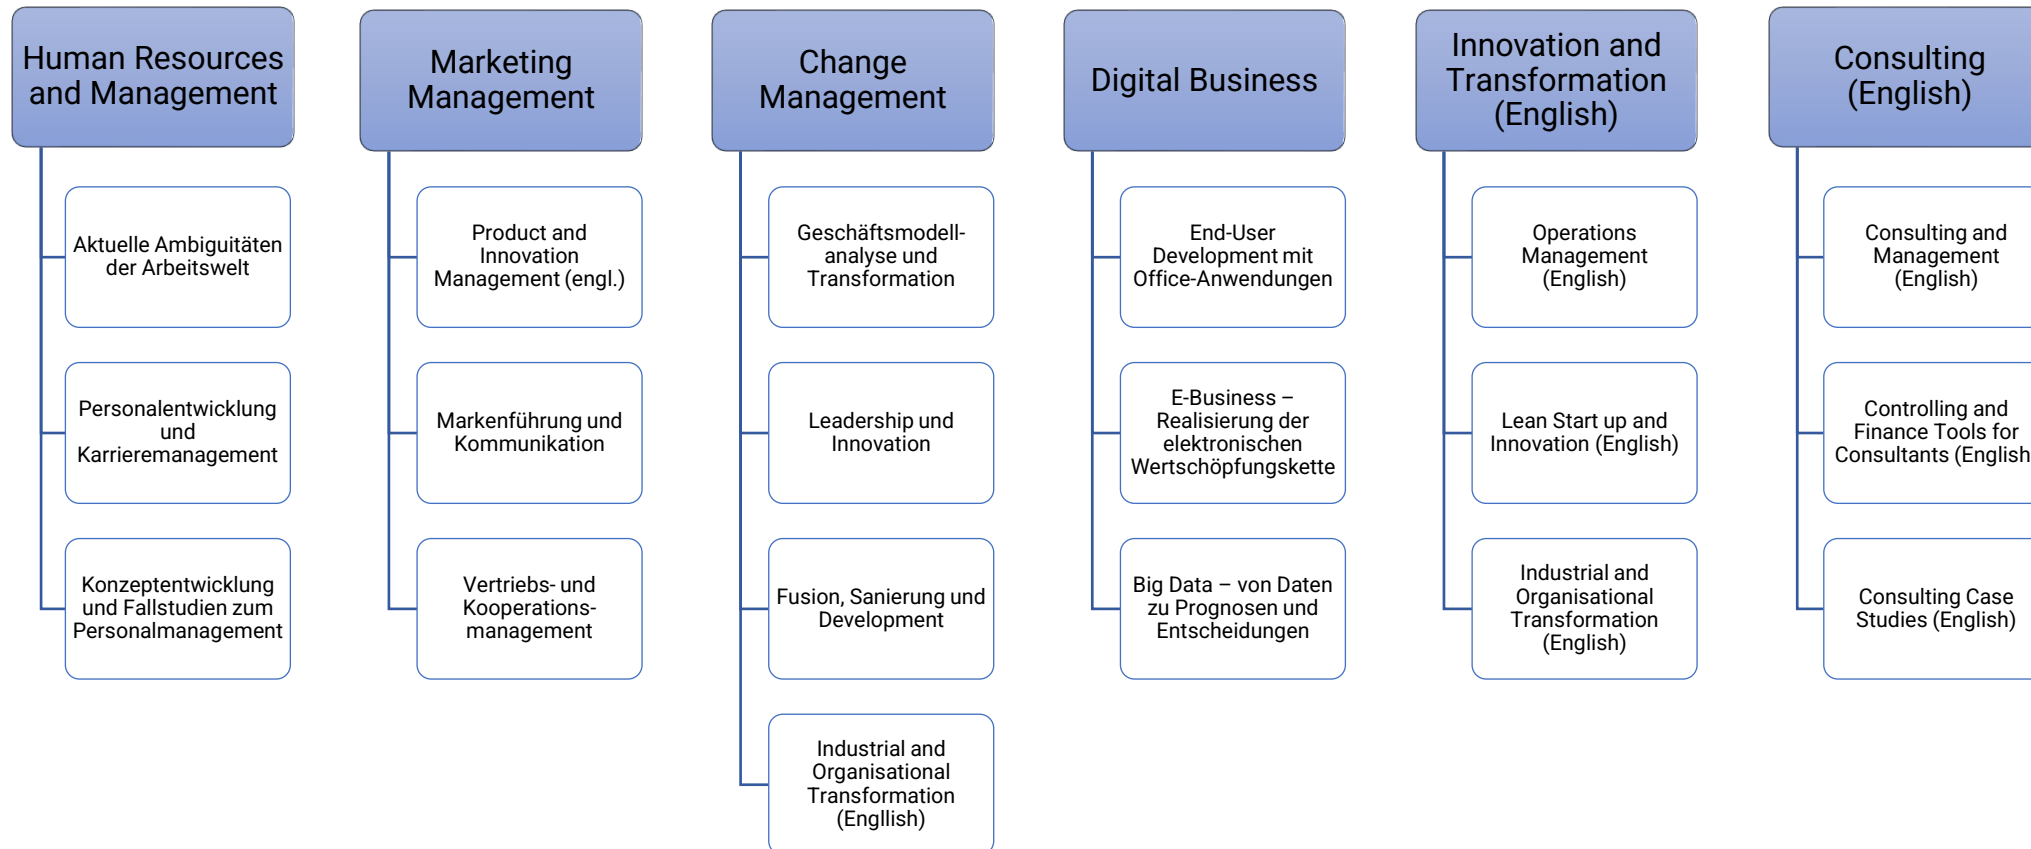 Human Resources
and Management
Aktuelle Ambiguitäten
der Arbeitswelt
Personalentwicklung
und
Karrieremanagement
Konzeptentwicklung
und Fallstudien zum
Personalmanagement
Marketing
Management
Product and
Innovation
Management (engl.)
Markenführung und
Kommunikation
Vertriebs- und
Kooperations-
management
Change
Management
Geschäftsmodell-
analyse und
Transformation
Leadership und
Innovation
Fusion, Sanierung und
Development
Industrial and
Organisational
Transformation
(Engllish)
Digital Business
End-User
Development mit
Office-Anwendungen
E-Business –
Realisierung der
elektronischen
Wertschöpfungskette
Big Data – von Daten
zu Prognosen und
Entscheidungen
Innovation and
Transformation
(English)
Operations
Management
(English)
Lean Start up and
Innovation (English)
Industrial and
Organisational
Transformation
(English)
Consulting
(English)
Consulting and
Management
(English)
Controlling and
Finance Tools for
Consultants (English
Consulting Case
Studies (English)